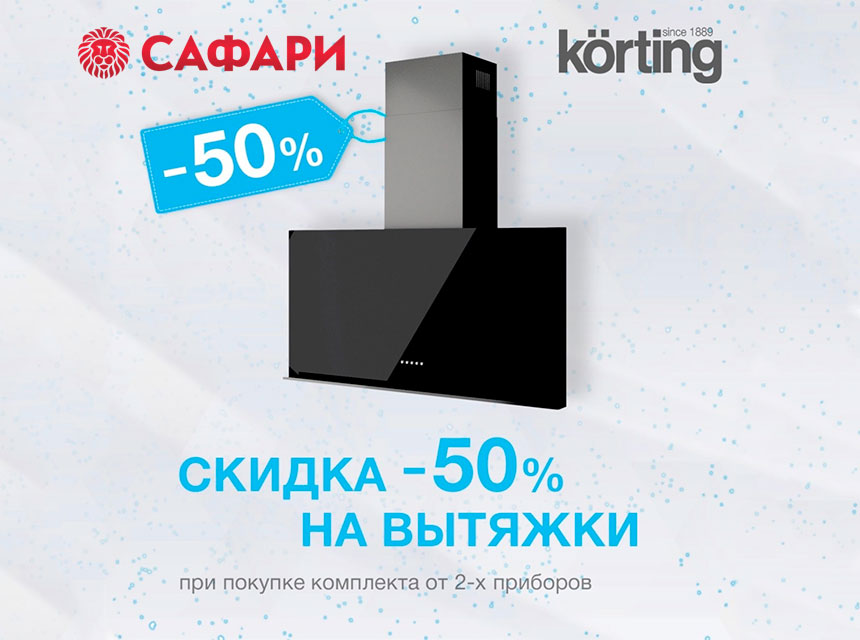 САФАРИ
since 1889
körting
-50%
СКИДКА -50%
НА ВЫТЯЖКИ
при покупке комплекта от 2-х приборов